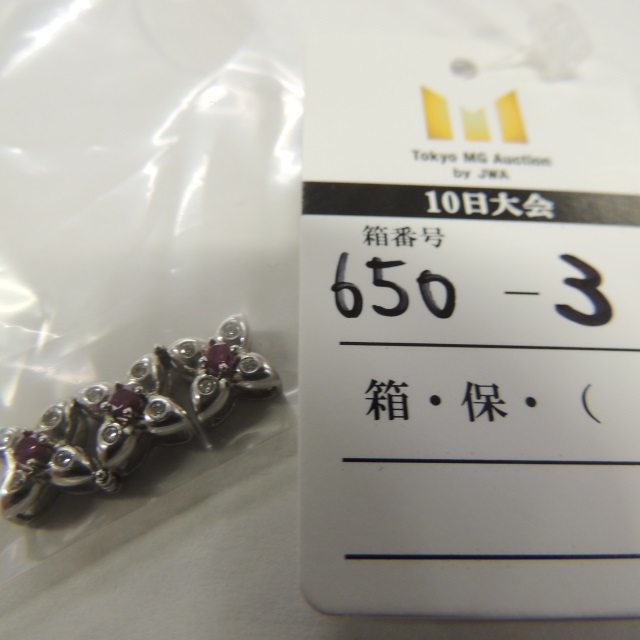 Tokyo MG Auction
by JWA
10日大会
箱番号
650 - 3
箱・保・（